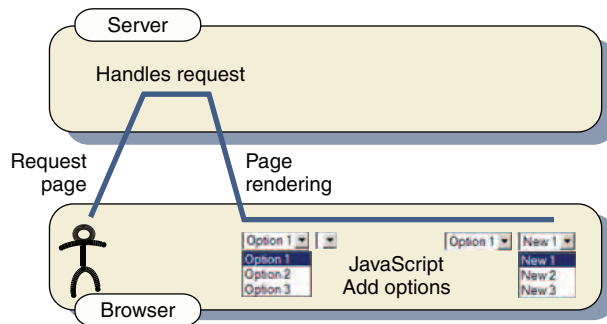 Server
Handles request
Request
page
Page
rendering
Option 1
Option 1
Option 2
Option 3
JavaScript
Add options
Option 1 New 1
New 1
New 2
New 3
Browser